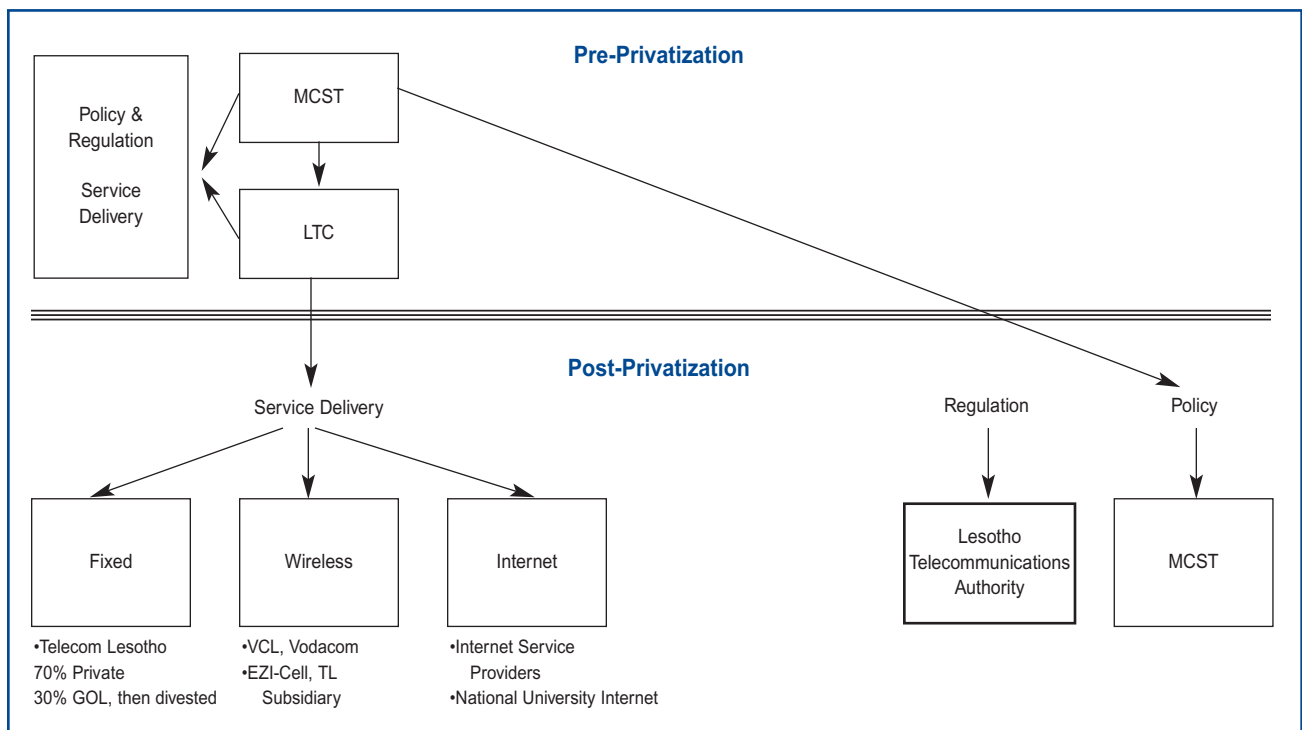 Pre-Privatization
Policy &
Regulation
Service
Delivery
MCST
LTC
Post-Privatization
Service Delivery
Regulation
Policy
Fixed
Wireless
Internet
Lesotho
Telecommunications
Authority
MCST
•Telecom Lesotho
70% Private
30% GOL, then divested
•VCL, Vodacom
•EZI-Cell, TL
Subsidiary
•Internet Service
Providers
•National University Internet